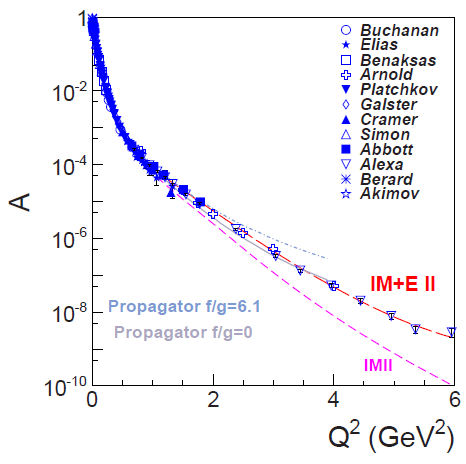 1
10^-2
10^-4
10^-6
10^-8
10^-10
A
Buchanan
Elias
Benaksas
Arnold
Platchkov
Galster
Cramer
Simon
Abbott
Alexa
Berard
Akimov
IM+E II
Propagator f/g=6.1
Propagator f/g=0
IMII
0 2 4 6
Q^2 (GeV^2)